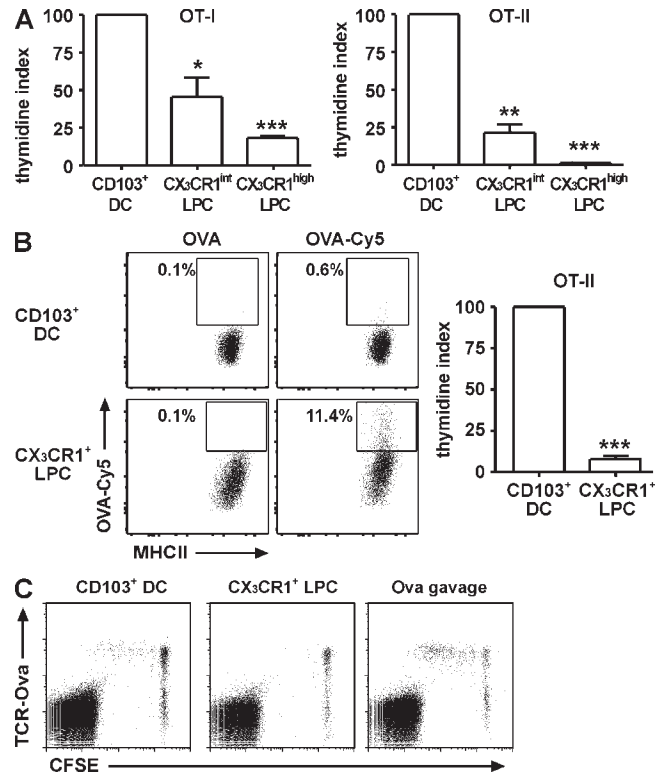 A
OT-I
OT-II
thymidine index
100
75
50
25
0
*
***
CD103⁺ DC
CX₃CR1ⁱⁿᵗ LPC
CX₃CR1ʰⁱᵍʰ LPC
thymidine index
100
75
50
25
0
**
***
CD103⁺ DC
CX₃CR1ⁱⁿᵗ LPC
CX₃CR1ʰⁱᵍʰ LPC
B
OVA
OVA-Cy5
CD103⁺
DC
0.1%
0.6%
CX₃CR1⁺
LPC
0.1%
11.4%
OVA-Cy5
MHCII
OT-II
thymidine index
100
75
50
25
0
***
CD103⁺ DC
CX₃CR1⁺ LPC
C
CD103⁺ DC
CX₃CR1⁺ LPC
Ova gavage
TCR-Ova
CFSE